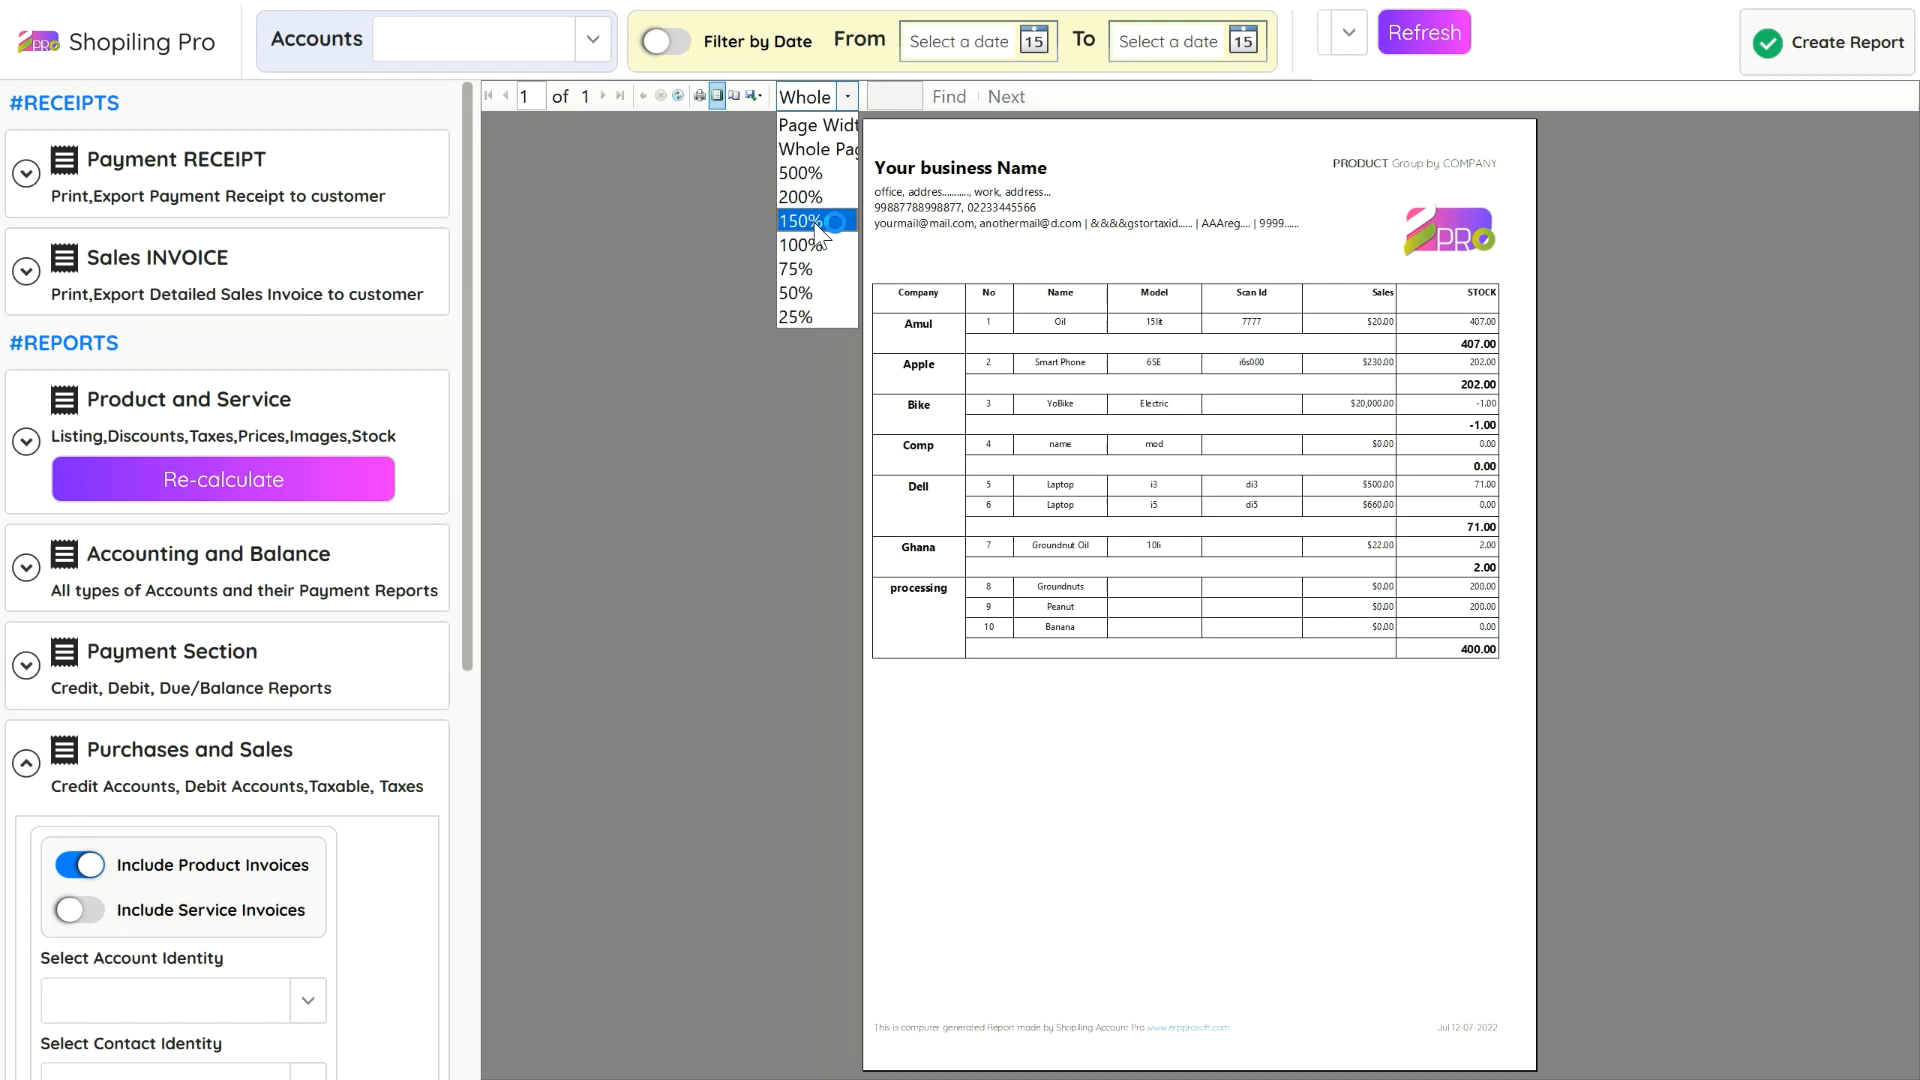 Shopiling Pro
Accounts
Filter by Date From Select a date 15 To Select a date 15
Refresh
Create Report
#RECEIPTS
Payment RECEIPT
Print,Export Payment Receipt to customer
Sales INVOICE
Print,Export Detailed Sales Invoice to customer
#REPORTS
Product and Service
Listing,Discounts,Taxes,Prices,Images,Stock
Re-calculate
Accounting and Balance
All types of Accounts and their Payment Reports
Payment Section
Credit, Debit, Due/Balance Reports
Purchases and Sales
Credit Accounts, Debit Accounts,Taxable, Taxes
Include Product Invoices
Include Service Invoices
Select Account Identity
Select Contact Identity
1 of 1 Whole Find Next
Page Widt
Whole Pag
500%
200%
150%
100%
75%
50%
25%
Your business Name
PRODUCT Group by COMPANY
office, addres..........., work, address...
99887788998877, 02233445566
yourmail@mail.com, anothermail@d.com | &&&&gstortaxid...... | AAAreg.... | 9999......
PRO
Company No Name Model Scan Id Sales STOCK
Amul 1 Oil 15lit 7777 $20.00 407.00
407.00
Apple 2 Smart Phone 6SE i6s000 $230.00 202.00
202.00
Bike 3 YoBike Electric $20,000.00 -1.00
-1.00
Comp 4 name mod $0.00 0.00
0.00
Dell 5 Laptop i3 di3 $500.00 71.00
6 Laptop i5 di5 $660.00 0.00
71.00
Ghana 7 Groundnut Oil 10li $22.00 2.00
2.00
processing 8 Groundnuts $0.00 200.00
9 Peanut $0.00 200.00
10 Banana $0.00 0.00
400.00
This is computer generated Report made by Shopiling Account Pro www.erpprosoft.com
Jul 12-07-2022